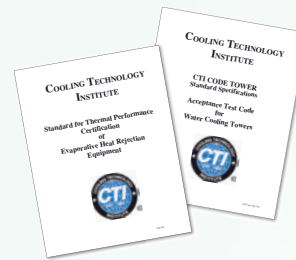 COOLING TECHNOLOGY
INSTITUTE
Standard for Thermal Performance
Certification
of
Evaporative Heat Rejection
Equipment
CTI
COOLING TECHNOLOGY
INSTITUTE
CTI CODE TOWER
Standard Specifications
Acceptance Test Code
for
Water Cooling Towers
CTI